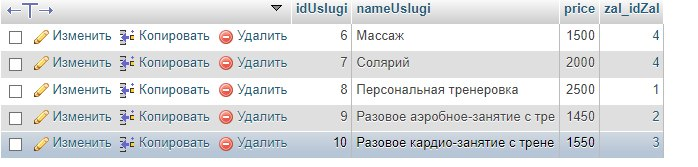 idUslugi nameUslugi price zal_idZal
Изменить Копировать Удалить 6 Массаж 1500 4
Изменить Копировать Удалить 7 Солярий 2000 4
Изменить Копировать Удалить 8 Персональная тренеровка 2500 1
Изменить Копировать Удалить 9 Разовое аэробное-занятие с тре 1450 2
Изменить Копировать Удалить 10 Разовое кардио-занятие с трене 1550 3